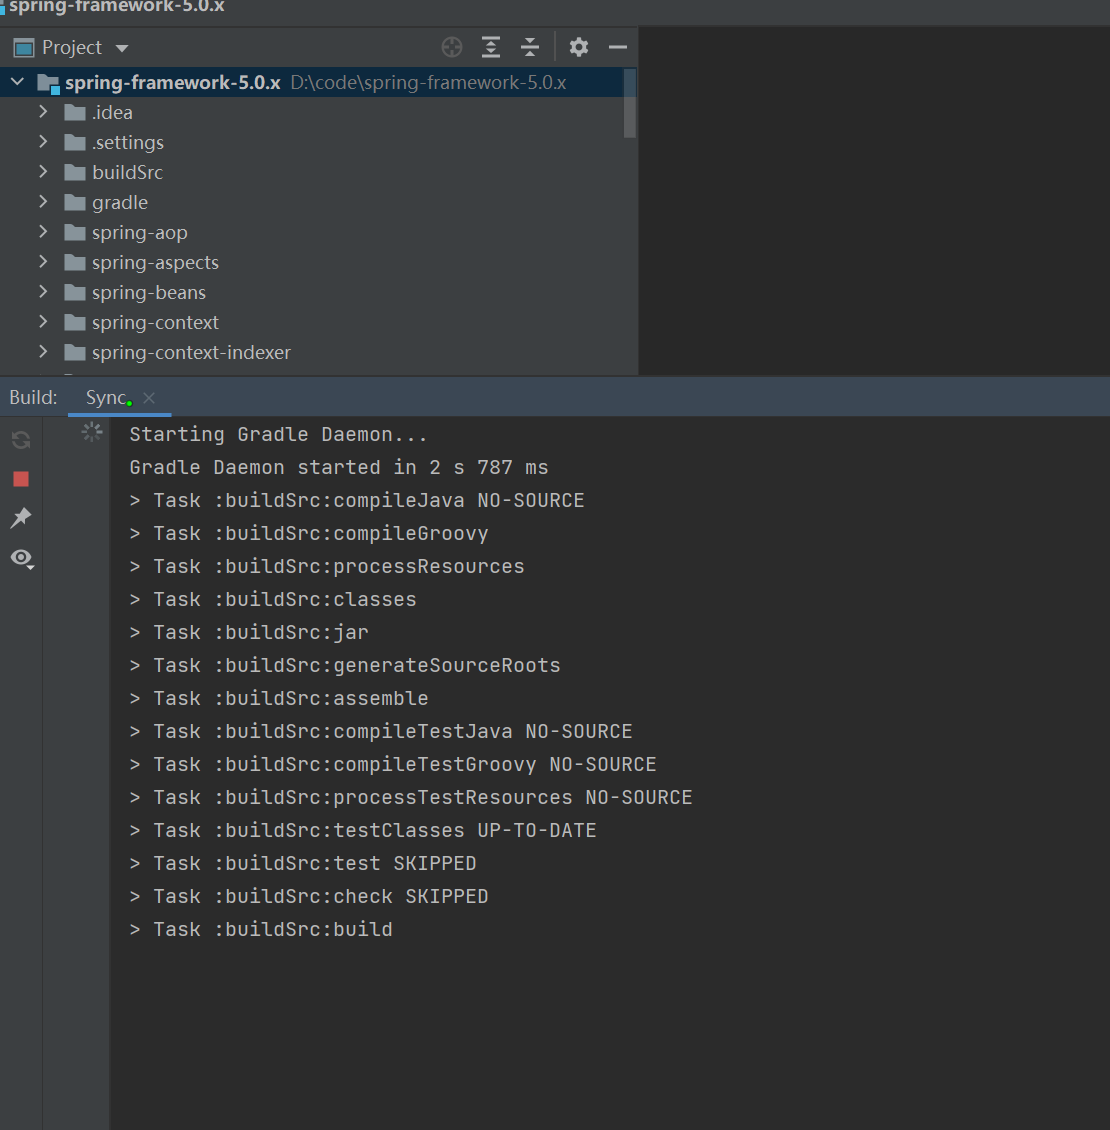 spring-framework-5.0.x
Project
spring-framework-5.0.x D:\code\spring-framework-5.0.x
.idea
.settings
buildSrc
gradle
spring-aop
spring-aspects
spring-beans
spring-context
spring-context-indexer
Build: Sync
Starting Gradle Daemon...
Gradle Daemon started in 2 s 787 ms
> Task :buildSrc:compileJava NO-SOURCE
> Task :buildSrc:compileGroovy
> Task :buildSrc:processResources
> Task :buildSrc:classes
> Task :buildSrc:jar
> Task :buildSrc:generateSourceRoots
> Task :buildSrc:assemble
> Task :buildSrc:compileTestJava NO-SOURCE
> Task :buildSrc:compileTestGroovy NO-SOURCE
> Task :buildSrc:processTestResources NO-SOURCE
> Task :buildSrc:testClasses UP-TO-DATE
> Task :buildSrc:test SKIPPED
> Task :buildSrc:check SKIPPED
> Task :buildSrc:build